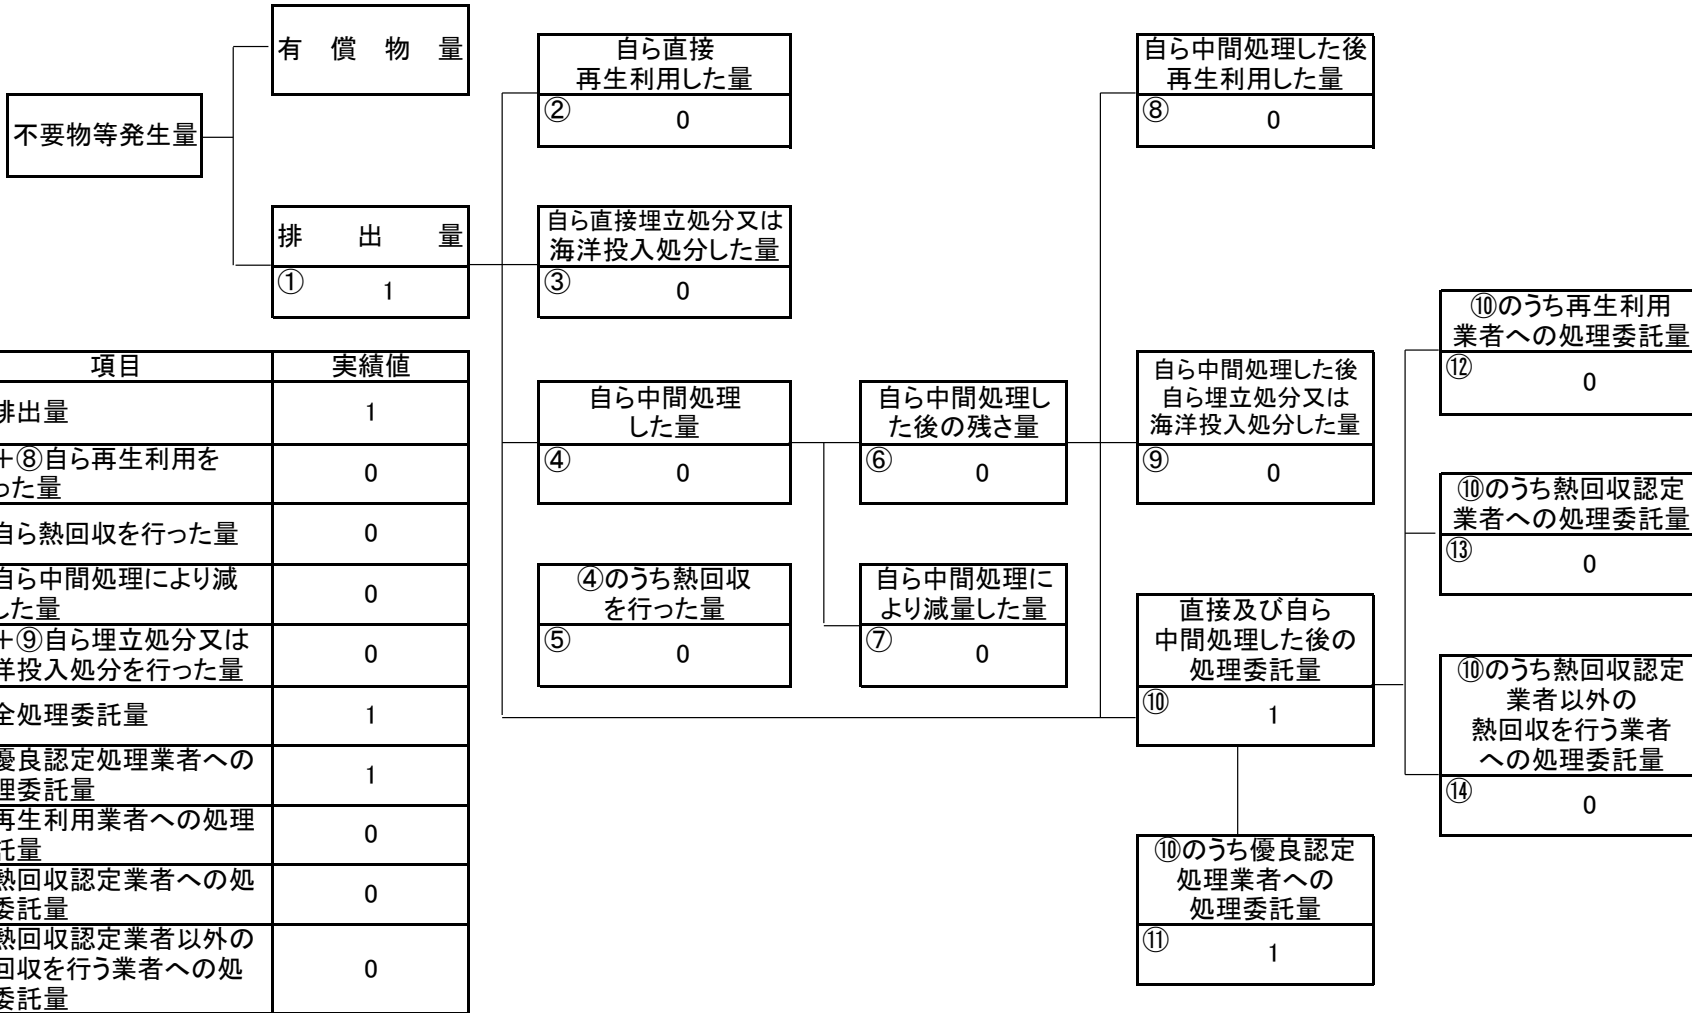 有償物量
不要物等発生量
排出量
① 1
自ら直接
再生利用した量
② 0
自ら直接埋立処分又は
海洋投入処分した量
③ 0
自ら中間処理
した量
④ 0
④のうち熱回収
を行った量
⑤ 0
自ら中間処理し
た後の残さ量
⑥ 0
自ら中間処理に
より減量した量
⑦ 0
自ら中間処理した後
再生利用した量
⑧ 0
自ら中間処理した後
自ら埋立処分又は
海洋投入処分した量
⑨ 0
直接及び自ら
中間処理した後の
処理委託量
⑩ 1
⑩のうち優良認定
処理業者への
処理委託量
⑪ 1
⑩のうち再生利用
業者への処理委託量
⑫ 0
⑩のうち熱回収認定
業者への処理委託量
⑬ 0
⑩のうち熱回収認定
業者以外の
熱回収を行う業者
への処理委託量
⑭ 0
項目 実績値
排出量 1
+⑧自ら再生利用を
った量 0
自ら熱回収を行った量 0
自ら中間処理により減
した量 0
+⑨自ら埋立処分又は
洋投入処分を行った量 0
全処理委託量 1
優良認定処理業者への
理委託量 1
再生利用業者への処理
託量 0
熱回収認定業者への処
委託量 0
熱回収認定業者以外の
回収を行う業者への処
委託量 0